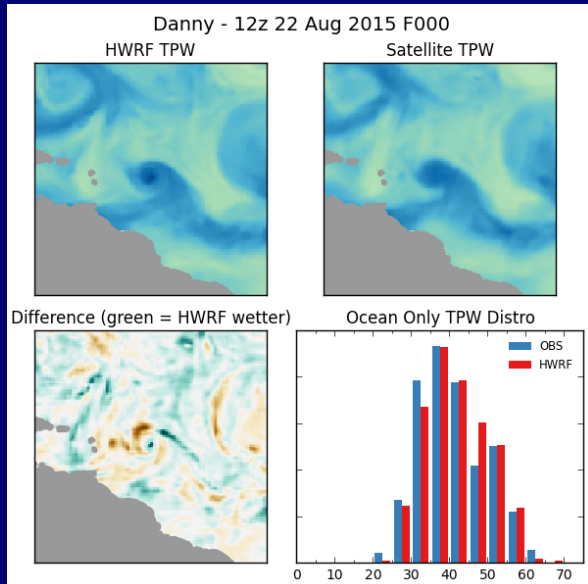 Danny - 12z 22 Aug 2015 F000
HWRF TPW
Satellite TPW
Difference (green = HWRF wetter)
Ocean Only TPW Distro
OBS
HWRF
0 10 20 30 40 50 60 70